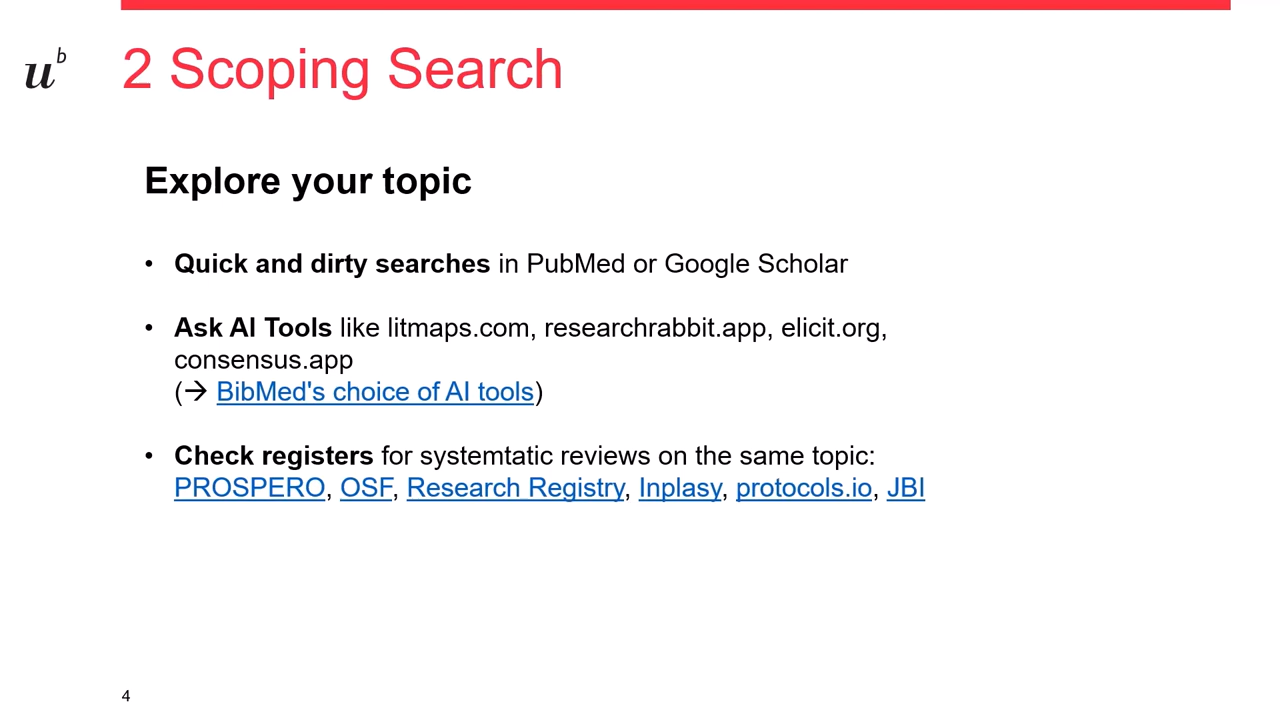 u b
2 Scoping Search
Explore your topic
• Quick and dirty searches in PubMed or Google Scholar
• Ask AI Tools like litmaps.com, researchrabbit.app, elicit.org,
consensus.app
(→ BibMed's choice of AI tools)
• Check registers for systemtatic reviews on the same topic:
PROSPERO, OSF, Research Registry, Inplasy, protocols.io, JBI
4